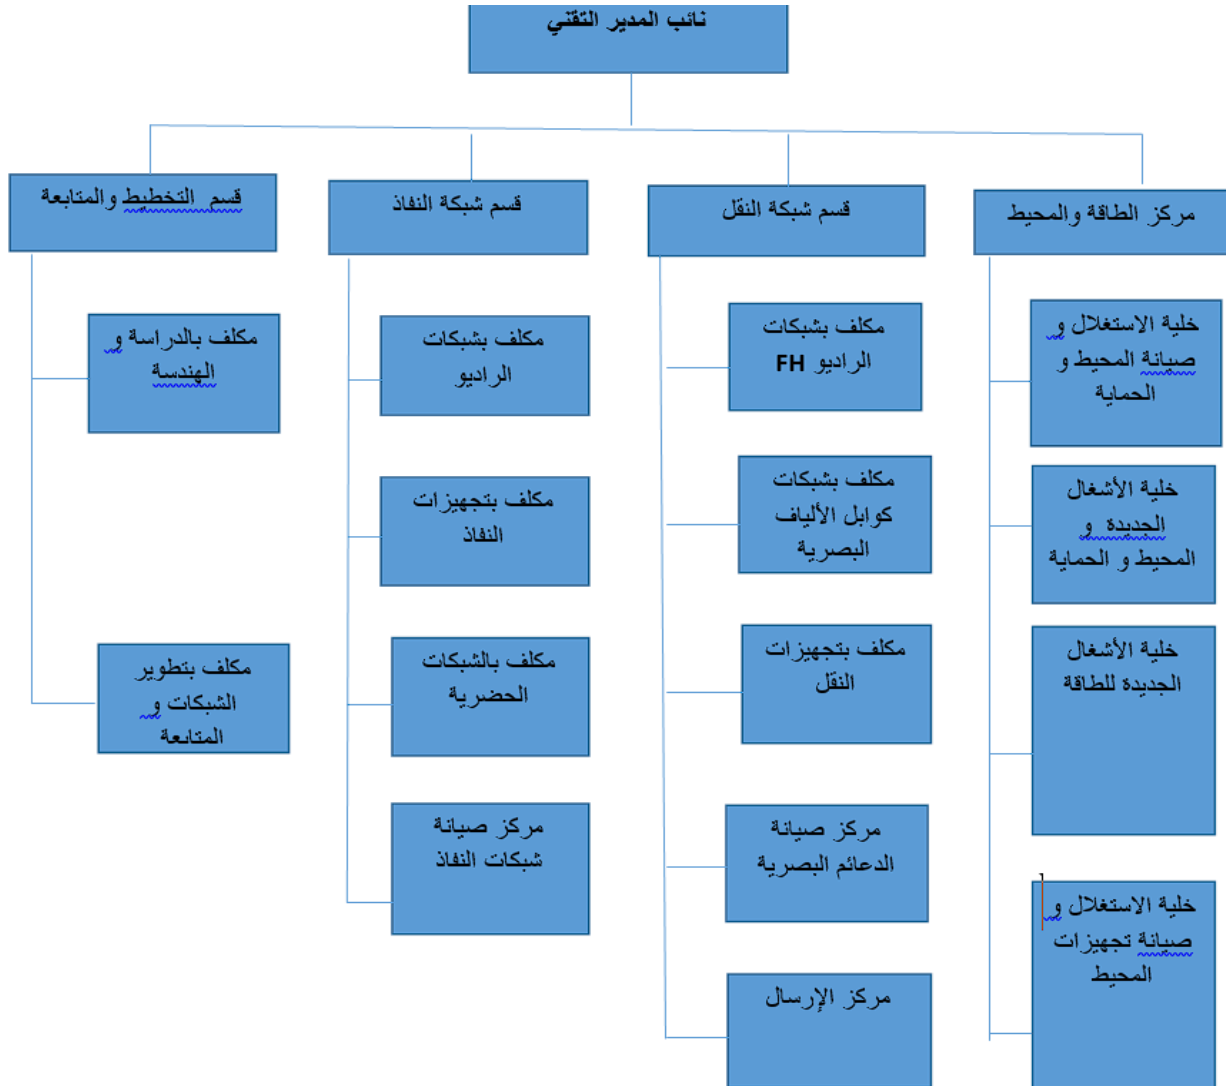 نائب المدير التقني
مركز الطاقة والمحيط
قسم شبكة النقل
قسم شبكة النفاذ
قسم التخطيط والمتابعة
خلية الاستغلال و
صيانة المحيط و
الحماية
خلية الأشغال
الجديدة و
المحيط و الحماية
خلية الأشغال
الجديدة للطاقة
خلية الاستغلال و
صيانة تجهيزات
المحيط
مكلف بشبكات
الراديو FH
مكلف بشبكات
كوابل الألياف
البصرية
مكلف بتجهيزات
النقل
مركز صيانة
الدعائم البصرية
مركز الإرسال
مكلف بشبكات
الراديو
مكلف بتجهيزات
النفاذ
مكلف بالشبكات
الحضرية
مركز صيانة
شبكات النفاذ
مكلف بالدراسة و
الهندسة
مكلف بتطوير
الشبكات و
المتابعة